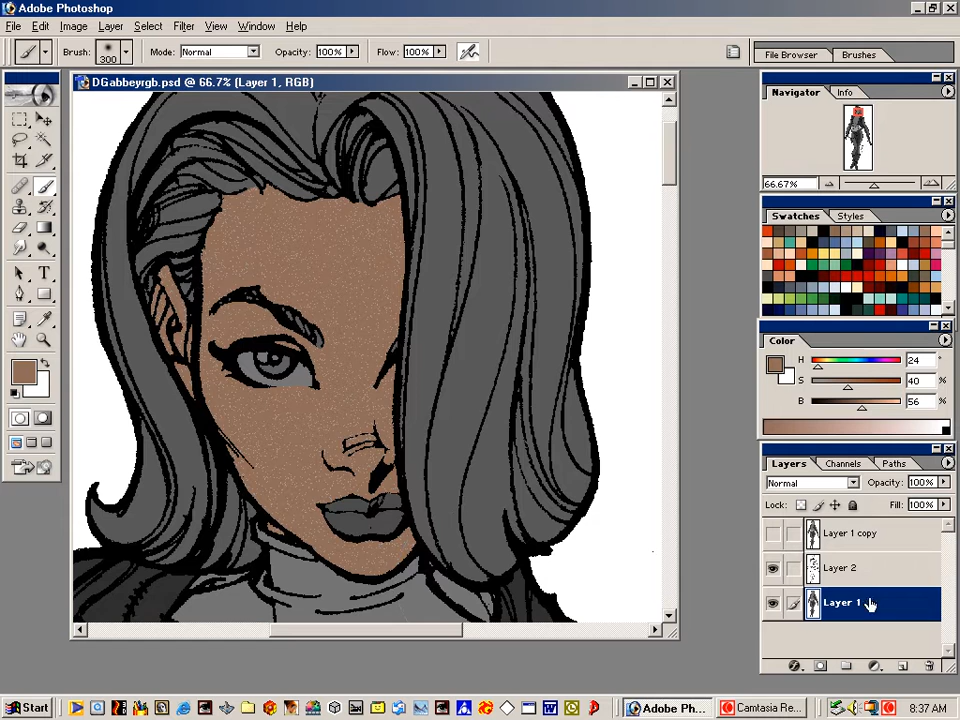 Adobe Photoshop
File Edit Image Layer Select Filter View Window Help
Brush: 300 Mode: Normal Opacity: 100% Flow: 100% File Browser Brushes
DGabbeyrgb.psd @ 66.7% (Layer 1, RGB)
Navigator Info
66.67%
Swatches Styles
Color
H 24 °
S 40 %
B 56 %
Layers Channels Paths
Normal Opacity: 100%
Lock: Fill: 100%
Layer 1 copy
Layer 2
Layer 1
Start Adobe Photoshop Pho... Camtasia Re... 8:37 AM